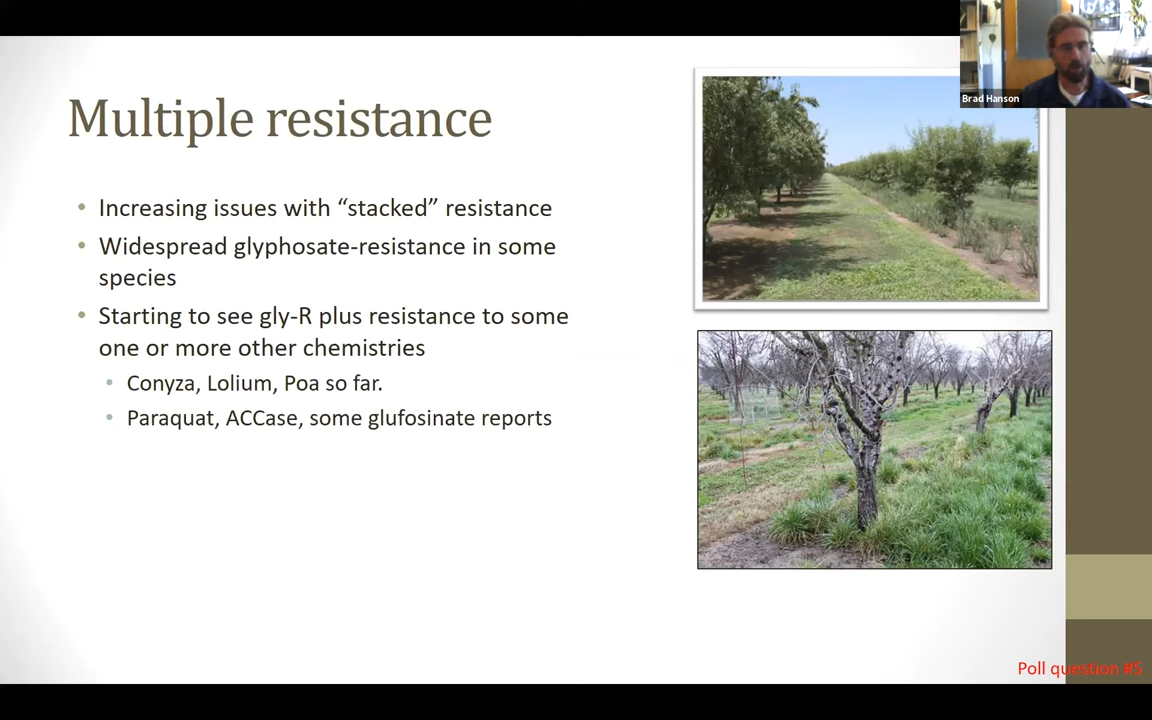 Brad Hanson
Multiple resistance
• Increasing issues with “stacked” resistance
• Widespread glyphosate-resistance in some
species
• Starting to see gly-R plus resistance to some
one or more other chemistries
• Conyza, Lolium, Poa so far.
• Paraquat, ACCase, some glufosinate reports
Poll question #5